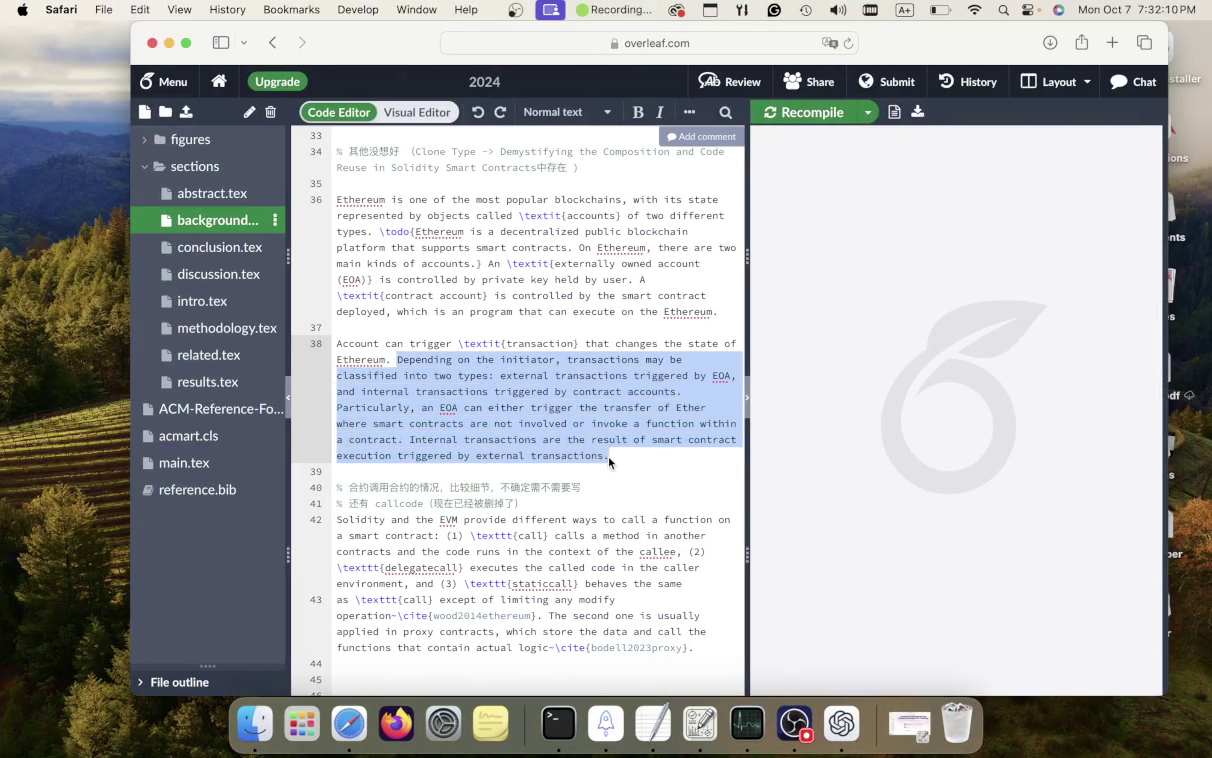 Safari File Edit
Mon Oct 7 7:32:10 PM
overleaf.com
Menu Upgrade 2024 Review Share Submit History Layout Chat
Code Editor Visual Editor Normal text B I Recompile
figures
sections
abstract.tex
background...
conclusion.tex
discussion.tex
intro.tex
methodology.tex
related.tex
results.tex
ACM-Reference-Fo...
acmart.cls
main.tex
reference.bib
File outline
Add comment
33
34 % 其他没想好 （Clone Type -> Demystifying the Composition and Code
Reuse in Solidity Smart Contracts中存在 ）
35
36 Ethereum is one of the most popular blockchains, with its state
represented by objects called \textit{accounts} of two different
types. \todo{Ethereum is a decentralized public blockchain
platform that supports smart contracts. On Ethereum, there are two
main kinds of accounts.} An \textit{externally owned account
(EOA)} is controlled by private key held by user. A
\textit{contract account} is controlled by the smart contract
deployed, which is an program that can execute on the Ethereum.
37
38 Account can trigger \textit{transaction} that changes the state of
Ethereum. Depending on the initiator, transactions may be
classified into two types: external transactions triggered by EOA,
and internal transactions triggered by contract accounts.
Particularly, an EOA can either trigger the transfer of Ether
where smart contracts are not involved or invoke a function within
a contract. Internal transactions are the result of smart contract
execution triggered by external transactions.
39
40 % 合约调用合约的情况，比较细节，不确定需不需要写
41 % 还有 callcode（现在已经被删掉了）
42 Solidity and the EVM provide different ways to call a function on
a smart contract: (1) \texttt{call} calls a method in another
contracts and the code runs in the context of the callee, (2)
\texttt{delegatecall} executes the called code in the caller
environment, and (3) \texttt{staticcall} behaves the same
43 as \texttt{call} except of limiting any modify
operation~\cite{wood2014ethereum}. The second one is usually
applied in proxy contracts, which store the data and call the
functions that contain actual logic~\cite{bodell2023proxy}.
44
45